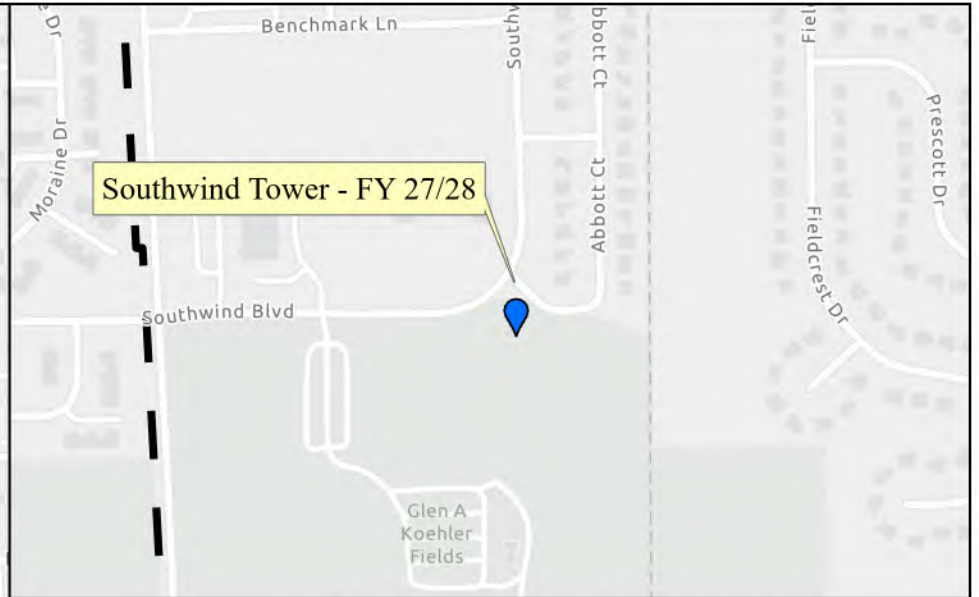 Benchmark Ln
Southw
bbott Ct
Fiel
Prescott Dr
Moraine Dr
Southwind Tower - FY 27/28
Abbott Ct
Fieldcrest Dr
Southwind Blvd
Glen A
Koehler
Fields